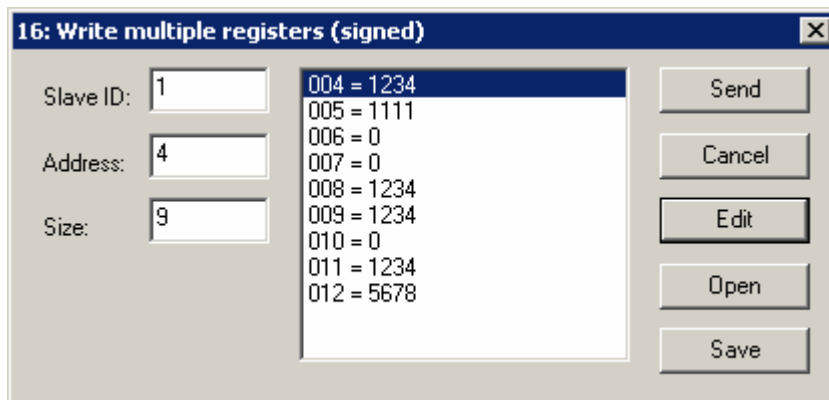 16: Write multiple registers (signed)
Slave ID:
1
Address:
4
Size:
9
004 = 1234
005 = 1111
006 = 0
007 = 0
008 = 1234
009 = 1234
010 = 0
011 = 1234
012 = 5678
Send
Cancel
Edit
Open
Save